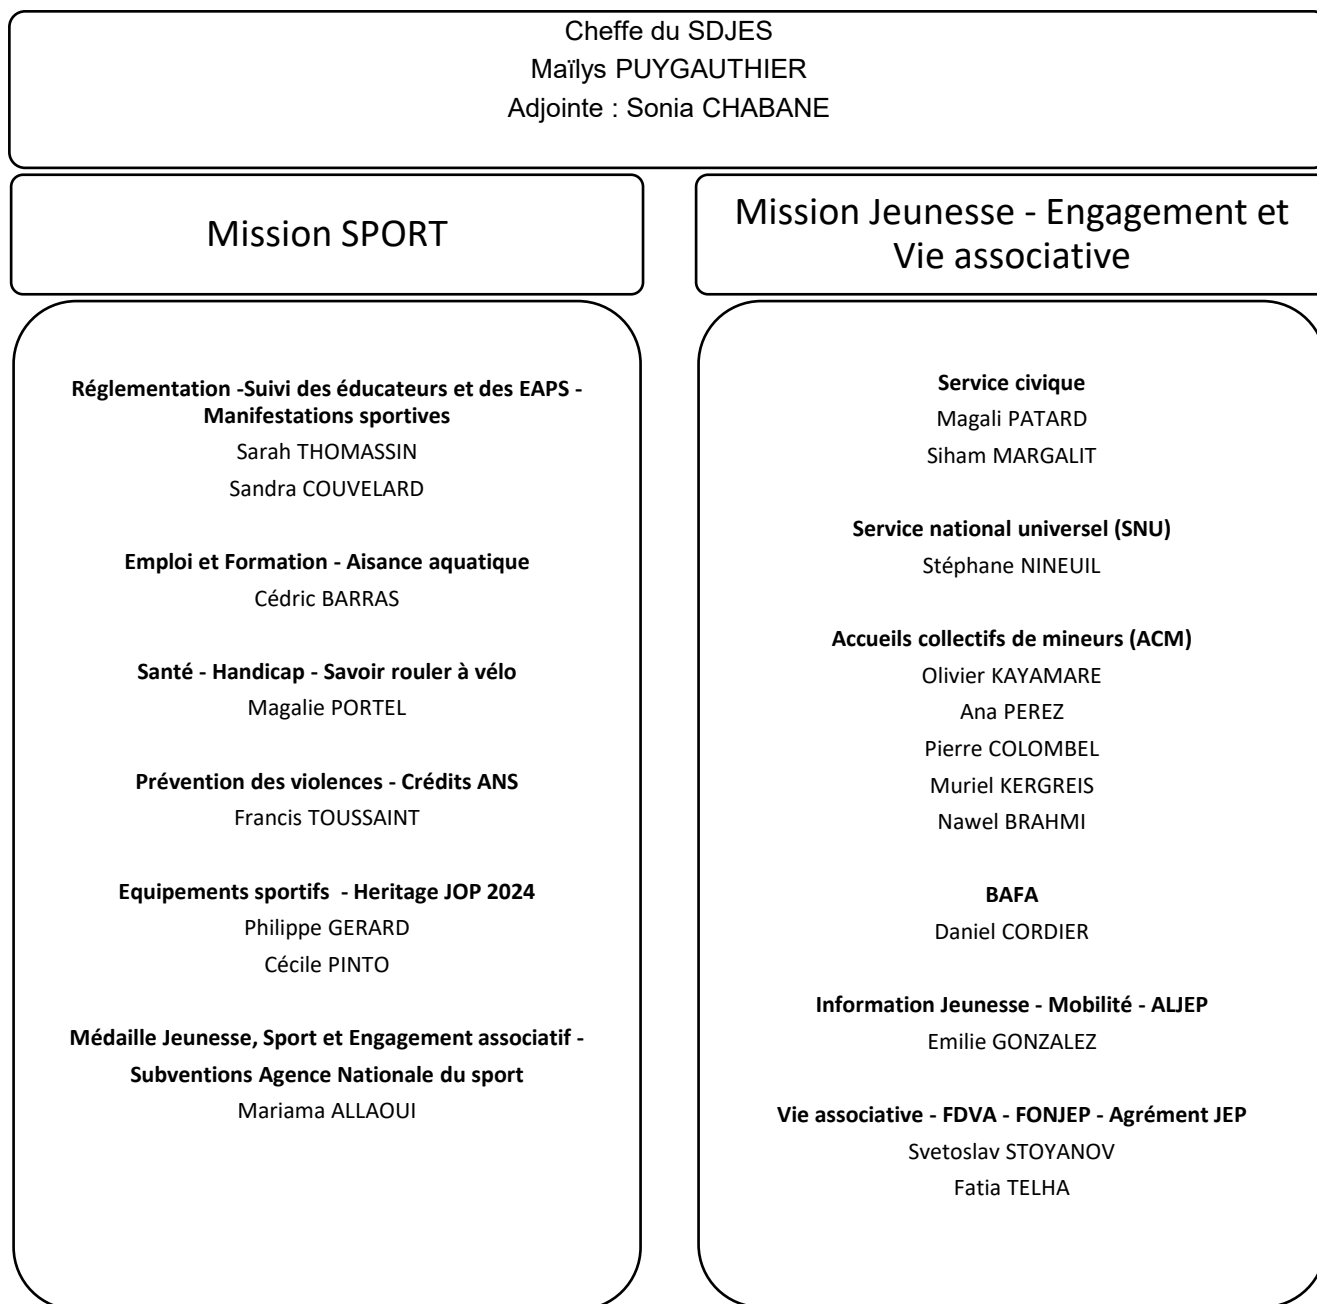 Cheffe du SDJES
Maïlys PUYGAUTHIER
Adjointe : Sonia CHABANE
Mission SPORT
Réglementation -Suivi des éducateurs et des EAPS -
Manifestations sportives
Sarah THOMASSIN
Sandra COUVELARD
Emploi et Formation - Aisance aquatique
Cédric BARRAS
Santé - Handicap - Savoir rouler à vélo
Magalie PORTEL
Prévention des violences - Crédits ANS
Francis TOUSSAINT
Equipements sportifs - Heritage JOP 2024
Philippe GERARD
Cécile PINTO
Médaille Jeunesse, Sport et Engagement associatif -
Subventions Agence Nationale du sport
Mariama ALLAOUI
Mission Jeunesse - Engagement et
Vie associative
Service civique
Magali PATARD
Siham MARGALIT
Service national universel (SNU)
Stéphane NINEUIL
Accueils collectifs de mineurs (ACM)
Olivier KAYAMARE
Ana PEREZ
Pierre COLOMBEL
Muriel KERGREIS
Nawel BRAHMI
BAFA
Daniel CORDIER
Information Jeunesse - Mobilité - ALJEP
Emilie GONZALEZ
Vie associative - FDVA - FONJEP - Agrément JEP
Svetoslav STOYANOV
Fatia TELHA